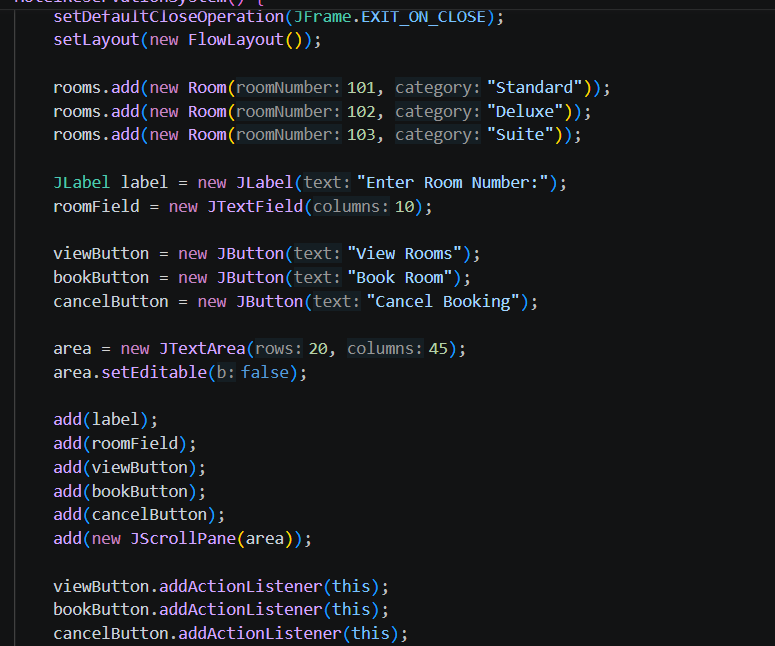 setDefaultCloseOperation(JFrame.EXIT_ON_CLOSE);
setLayout(new FlowLayout());
rooms.add(new Room(roomNumber: 101, category: "Standard"));
rooms.add(new Room(roomNumber: 102, category: "Deluxe"));
rooms.add(new Room(roomNumber: 103, category: "Suite"));
JLabel label = new JLabel(text: "Enter Room Number:");
roomField = new JTextField(columns: 10);
viewButton = new JButton(text: "View Rooms");
bookButton = new JButton(text: "Book Room");
cancelButton = new JButton(text: "Cancel Booking");
area = new JTextArea(rows: 20, columns: 45);
area.setEditable(b: false);
add(label);
add(roomField);
add(viewButton);
add(bookButton);
add(cancelButton);
add(new JScrollPane(area));
viewButton.addActionListener(this);
bookButton.addActionListener(this);
cancelButton.addActionListener(this);